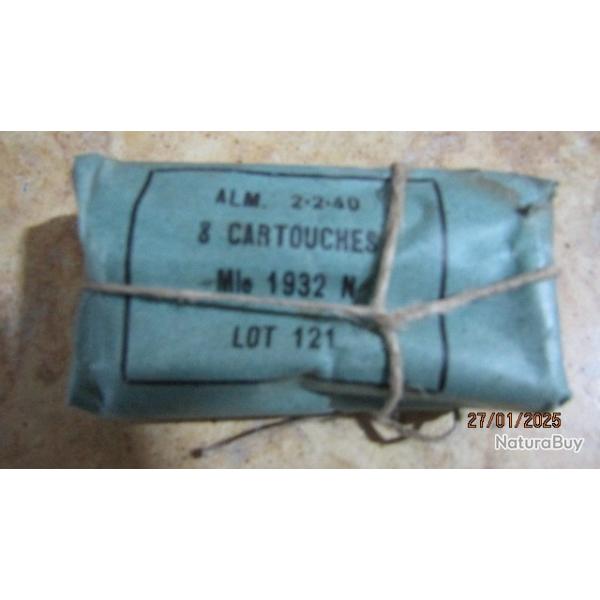 ALM. 2-2-40
8 CARTOUCHES
Mle 1932 N
LOT 121
27/01/2025
NaturaBuy